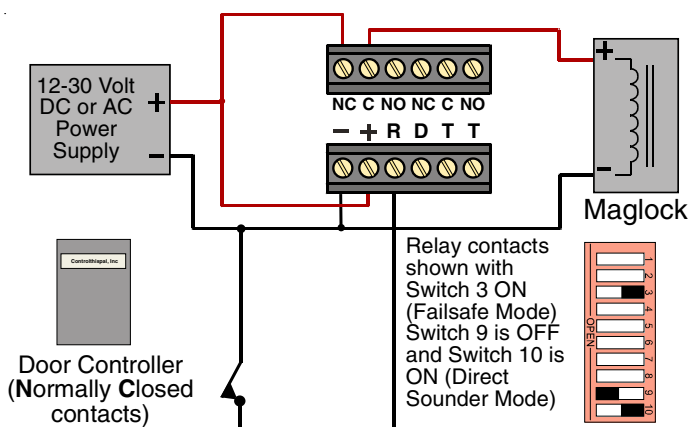 12-30 Volt
DC or AC
Power
Supply
+
−
NC C NO NC C NO
− + R D T T
+
−
Maglock
Controlthispal, Inc
Door Controller
(Normally Closed
contacts)
Relay contacts
shown with
Switch 3 ON
(Failsafe Mode)
Switch 9 is OFF
and Switch 10 is
ON (Direct
Sounder Mode)
OPEN
1
2
3
4
5
6
7
8
9
10